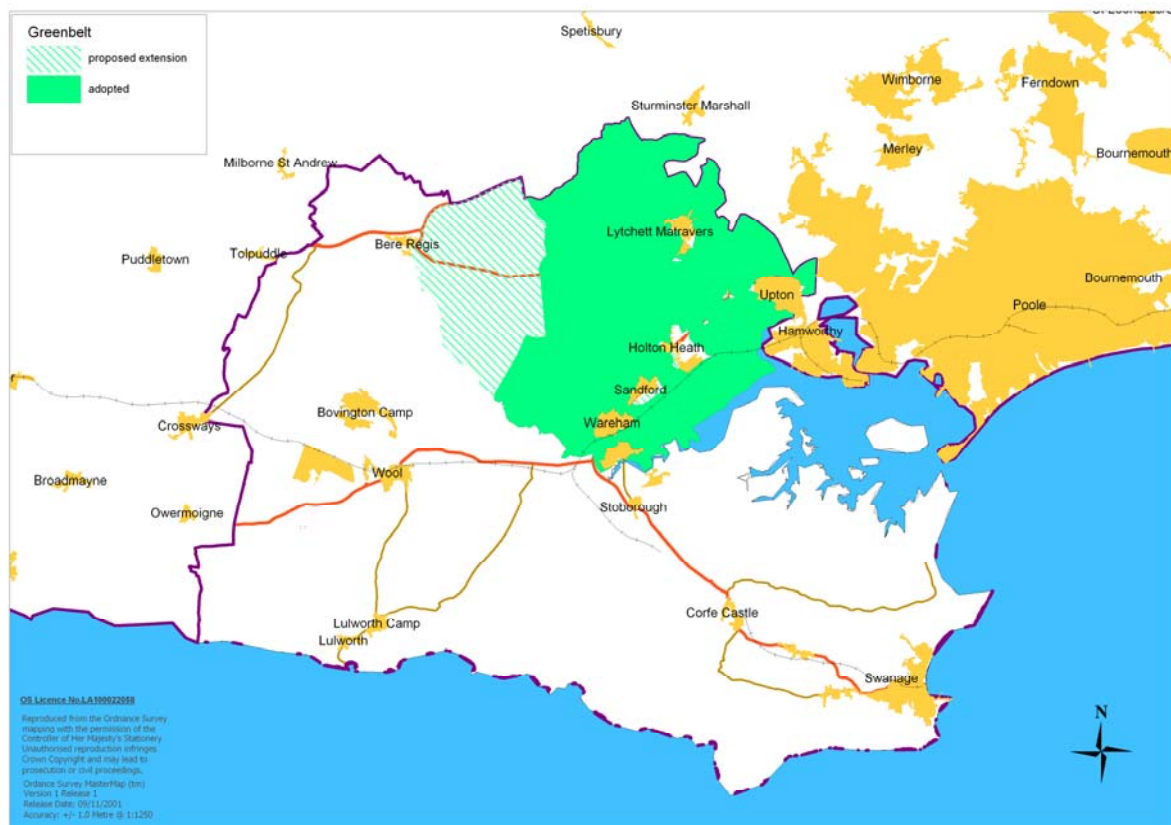 Greenbelt
proposed extension
adopted
Spetisbury
Wimborne
Ferndown
Sturminster Marshall
Merley
Bournemouth
Milborne St Andrew
Lytchett Matravers
Bere Regis
Tolpuddle
Puddletown
Bournemouth
Upton
Poole
Hamworthy
Holton Heath
Sandford
Bovington Camp
Wareham
Crossways
Wool
Broadmayne
Owermoigne
Stoborough
Corfe Castle
Lulworth Camp
Lulworth
Swanage
N
OS Licence No.LA100022058
Reproduced from the Ordnance Survey
mapping with the permission of the
Controller of Her Majesty's Stationery
Unauthorised reproduction infringes
Crown Copyright and may lead to
prosecution or civil proceedings.
Ordance Survey MasterMap (tm)
Version 1 Release 1
Release Date: 09/11/2001
Accuracy: +/- 1.0 Metre @ 1:1250